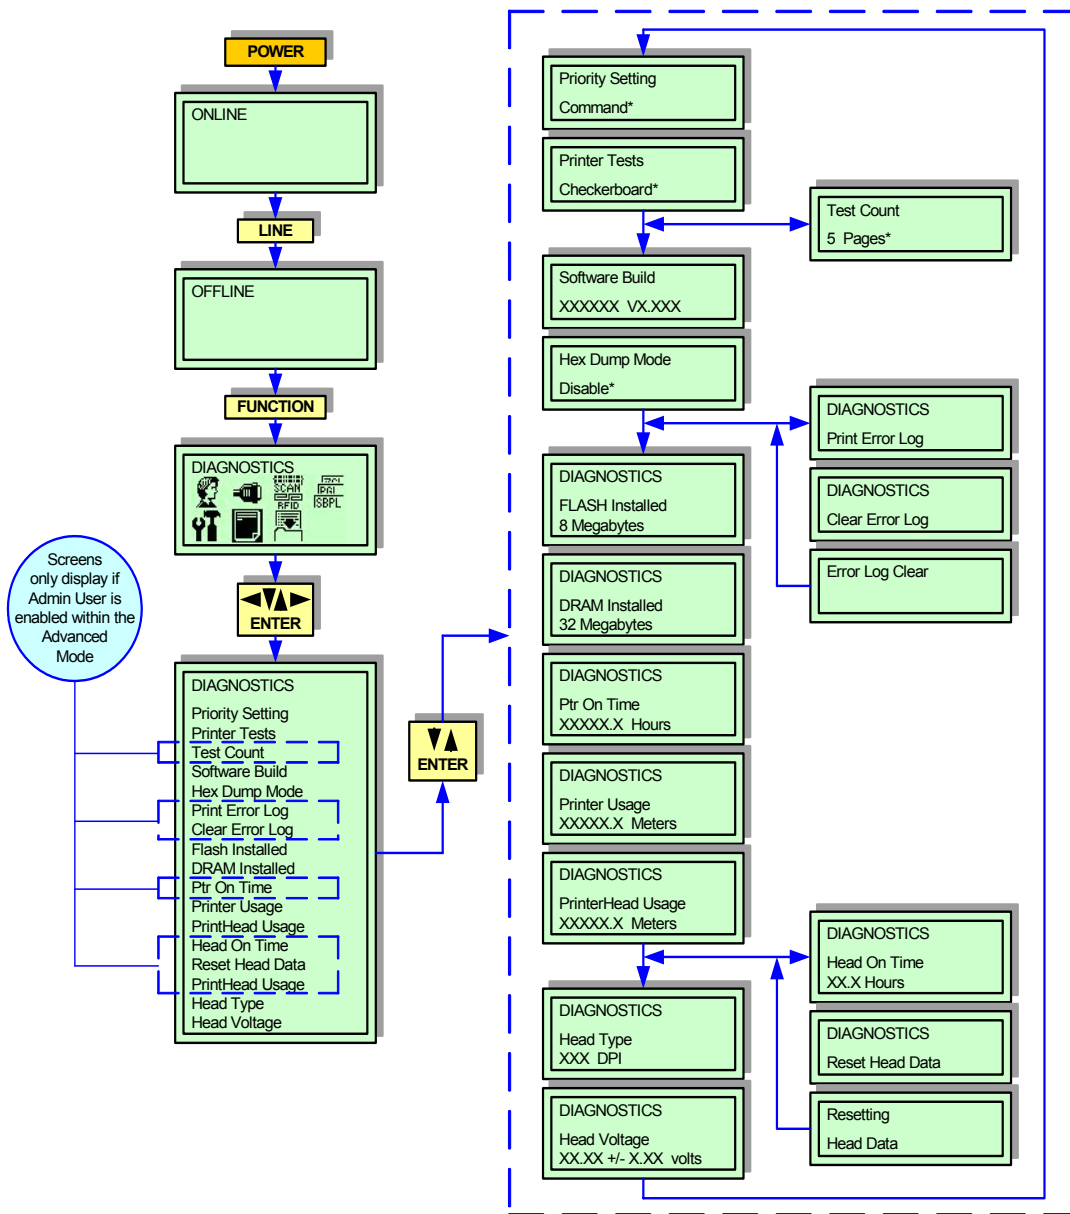 POWER
ONLINE
LINE
OFFLINE
FUNCTION
DIAGNOSTICS
SCAN
RFID
PGL
SBPL
ENTER
Screens
only display if
Admin User is
enabled within the
Advanced
Mode
DIAGNOSTICS
Priority Setting
Printer Tests
Test Count
Software Build
Hex Dump Mode
Print Error Log
Clear Error Log
Flash Installed
DRAM Installed
Ptr On Time
Printer Usage
PrintHead Usage
Head On Time
Reset Head Data
PrintHead Usage
Head Type
Head Voltage
ENTER
Priority Setting
Command*
Printer Tests
Checkerboard*
Test Count
5 Pages*
Software Build
XXXXXX VX.XXX
Hex Dump Mode
Disable*
DIAGNOSTICS
Print Error Log
DIAGNOSTICS
Clear Error Log
Error Log Clear
DIAGNOSTICS
FLASH Installed
8 Megabytes
DIAGNOSTICS
DRAM Installed
32 Megabytes
DIAGNOSTICS
Ptr On Time
XXXXX.X Hours
DIAGNOSTICS
Printer Usage
XXXXX.X Meters
DIAGNOSTICS
PrinterHead Usage
XXXXX.X Meters
DIAGNOSTICS
Head On Time
XX.X Hours
DIAGNOSTICS
Reset Head Data
Resetting
Head Data
DIAGNOSTICS
Head Type
XXX DPI
DIAGNOSTICS
Head Voltage
XX.XX +/- X.XX volts